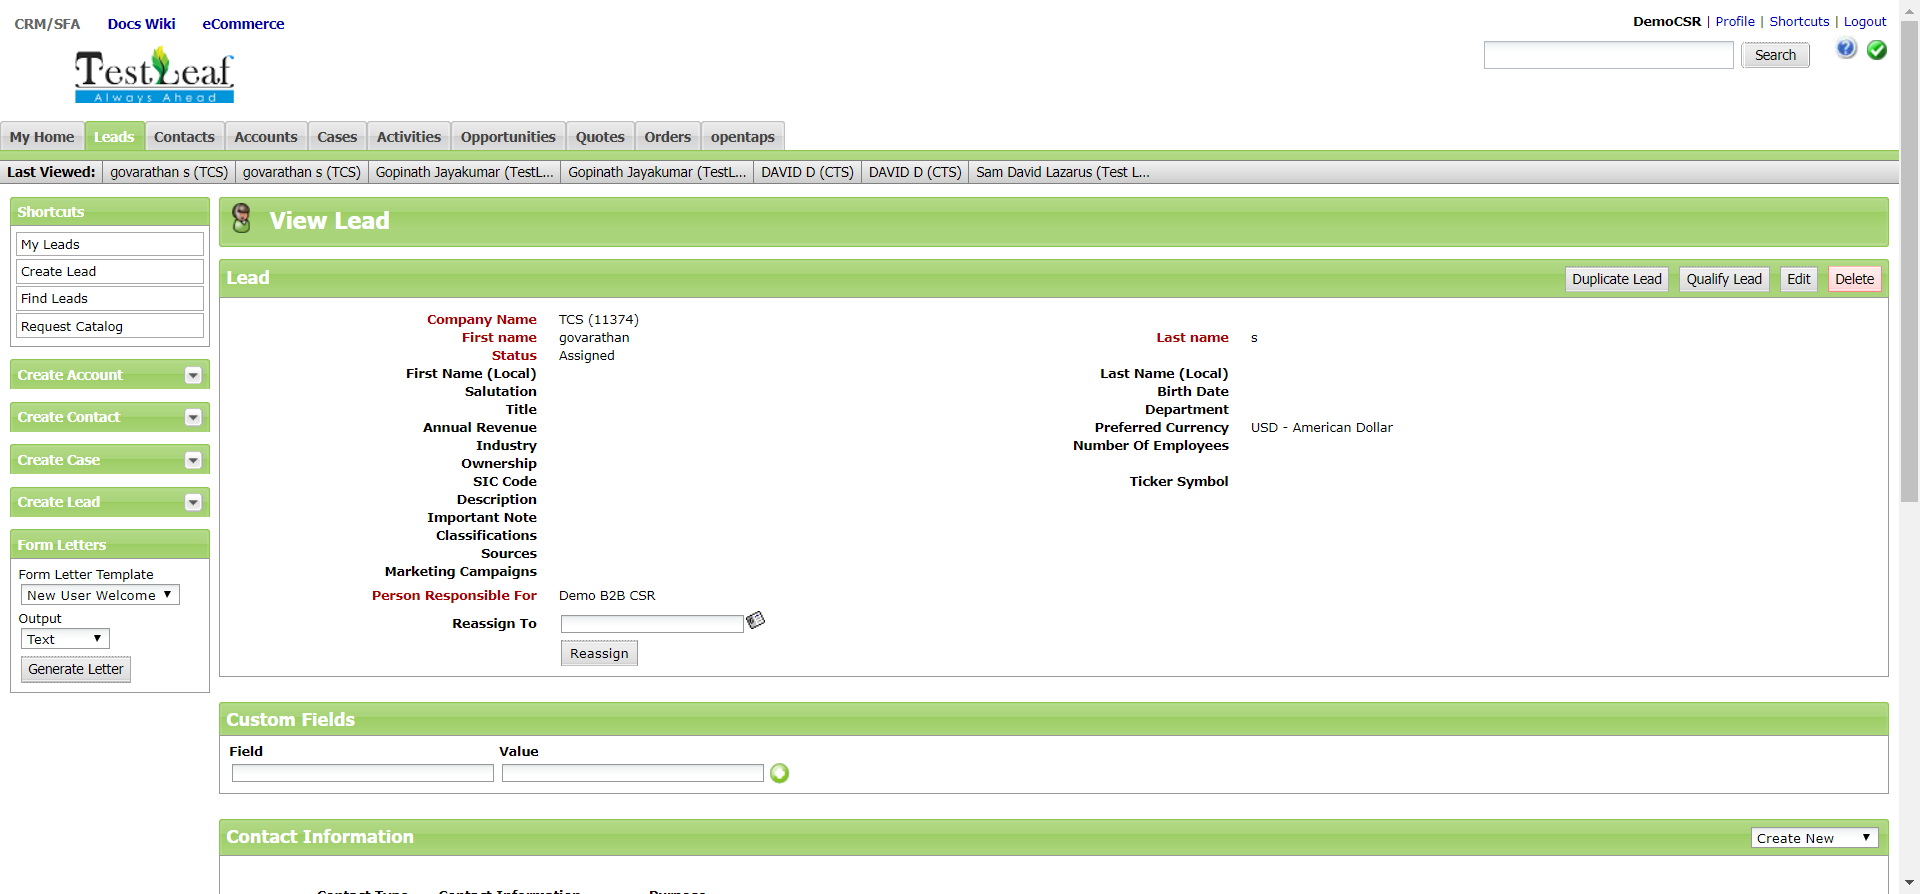 CRM/SFA Docs Wiki eCommerce
DemoCSR | Profile | Shortcuts | Logout
TestLeaf
Always Ahead
Search
My Home Leads Contacts Accounts Cases Activities Opportunities Quotes Orders opentaps
Last Viewed: govarathan s (TCS) govarathan s (TCS) Gopinath Jayakumar (TestL... Gopinath Jayakumar (TestL... DAVID D (CTS) DAVID D (CTS) Sam David Lazarus (Test L...
Shortcuts
My Leads
Create Lead
Find Leads
Request Catalog
Create Account
Create Contact
Create Case
Create Lead
Form Letters
Form Letter Template
New User Welcome
Output
Text
Generate Letter
View Lead
Lead Duplicate Lead Qualify Lead Edit Delete
Company Name TCS (11374)
First name govarathan Last name s
Status Assigned
First Name (Local) Last Name (Local)
Salutation Birth Date
Title Department
Annual Revenue Preferred Currency USD - American Dollar
Industry Number Of Employees
Ownership
SIC Code Ticker Symbol
Description
Important Note
Classifications
Sources
Marketing Campaigns
Person Responsible For Demo B2B CSR
Reassign To
Reassign
Custom Fields
Field Value
Contact Information Create New
Contact Type Contact Information Purpose